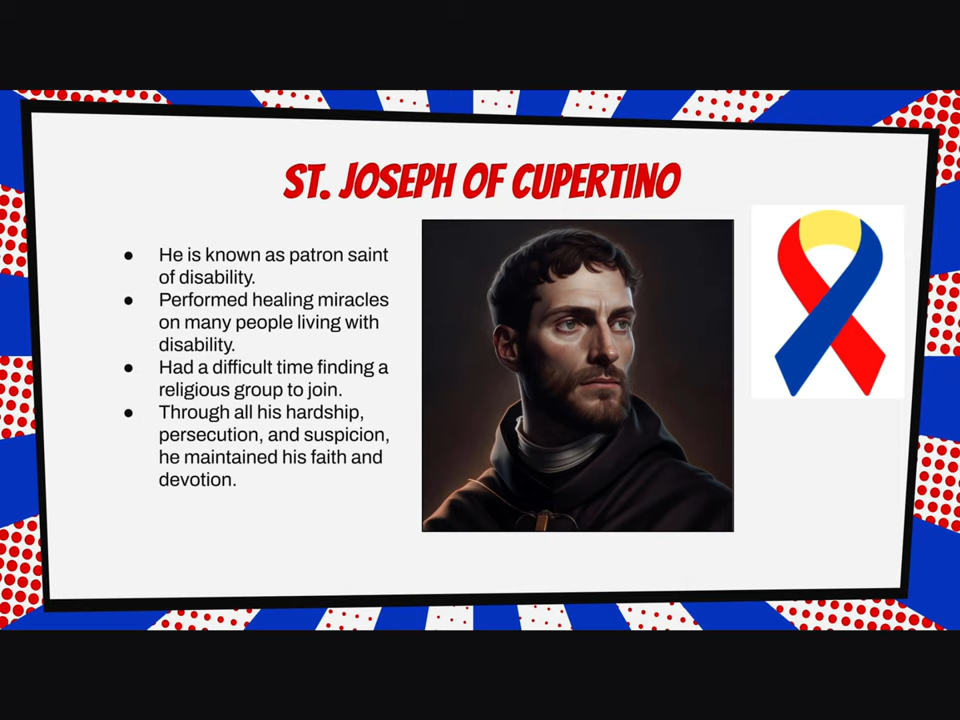 ST. JOSEPH OF CUPERTINO
● He is known as patron saint
of disability.
● Performed healing miracles
on many people living with
disability.
● Had a difficult time finding a
religious group to join.
● Through all his hardship,
persecution, and suspicion,
he maintained his faith and
devotion.